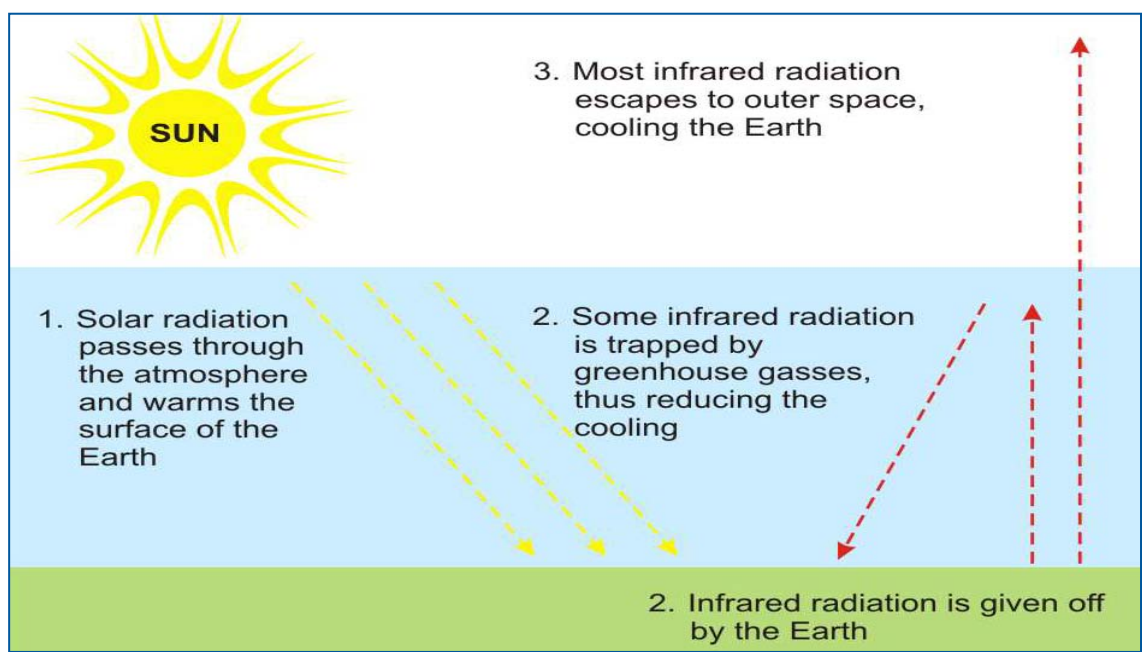 SUN
3. Most infrared radiation
escapes to outer space,
cooling the Earth
1. Solar radiation
passes through
the atmosphere
and warms the
surface of the
Earth
2. Some infrared radiation
is trapped by
greenhouse gasses,
thus reducing the
cooling
2. Infrared radiation is given off
by the Earth